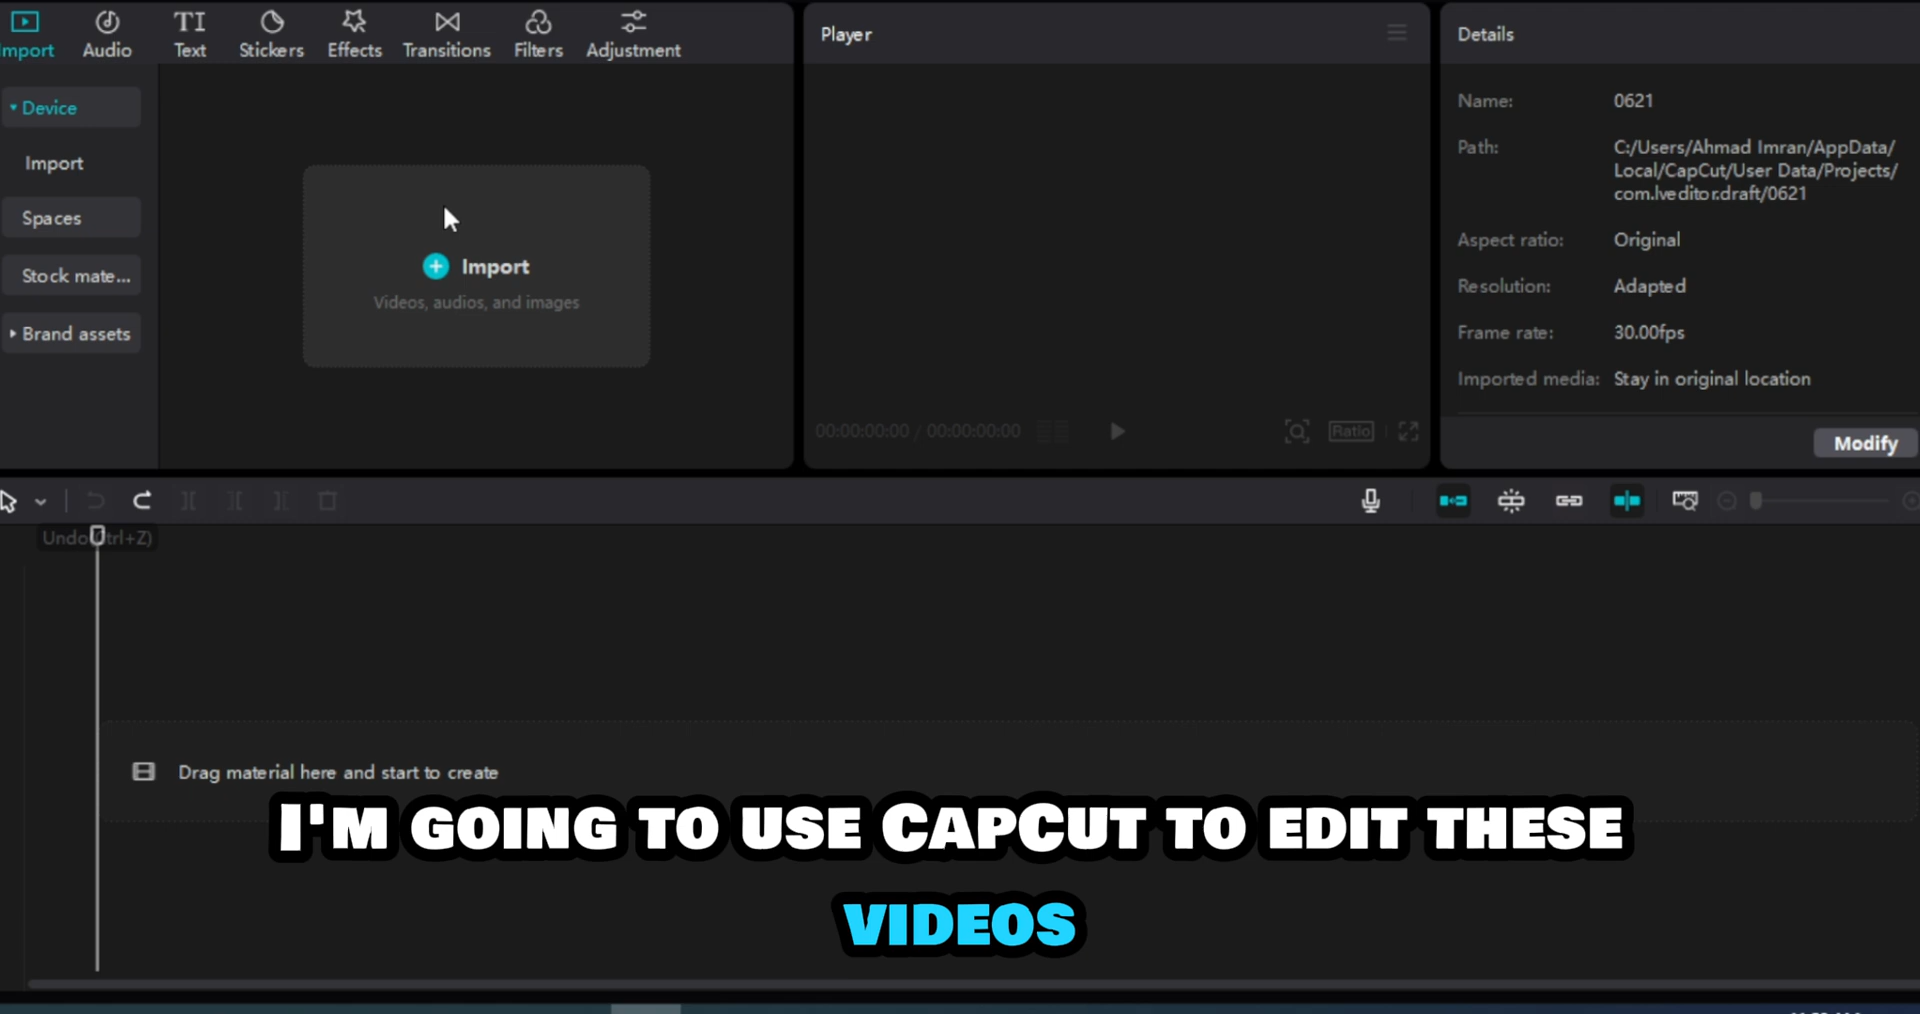 Import
Audio
TI
Text
Stickers
Effects
Transitions
Filters
Adjustment
Device
Import
Spaces
Stock mate...
Brand assets
Import
Videos, audios, and images
Player
00:00:00:00 / 00:00:00:00
Ratio
Details
Name: 0621
Path: C:/Users/Ahmad Imran/AppData/
Local/CapCut/User Data/Projects/
com.lveditor.draft/0621
Aspect ratio: Original
Resolution: Adapted
Frame rate: 30.00fps
Imported media: Stay in original location
Modify
Undo(Ctrl+Z)
Drag material here and start to create
I'm going to use CapCut to edit these
videos